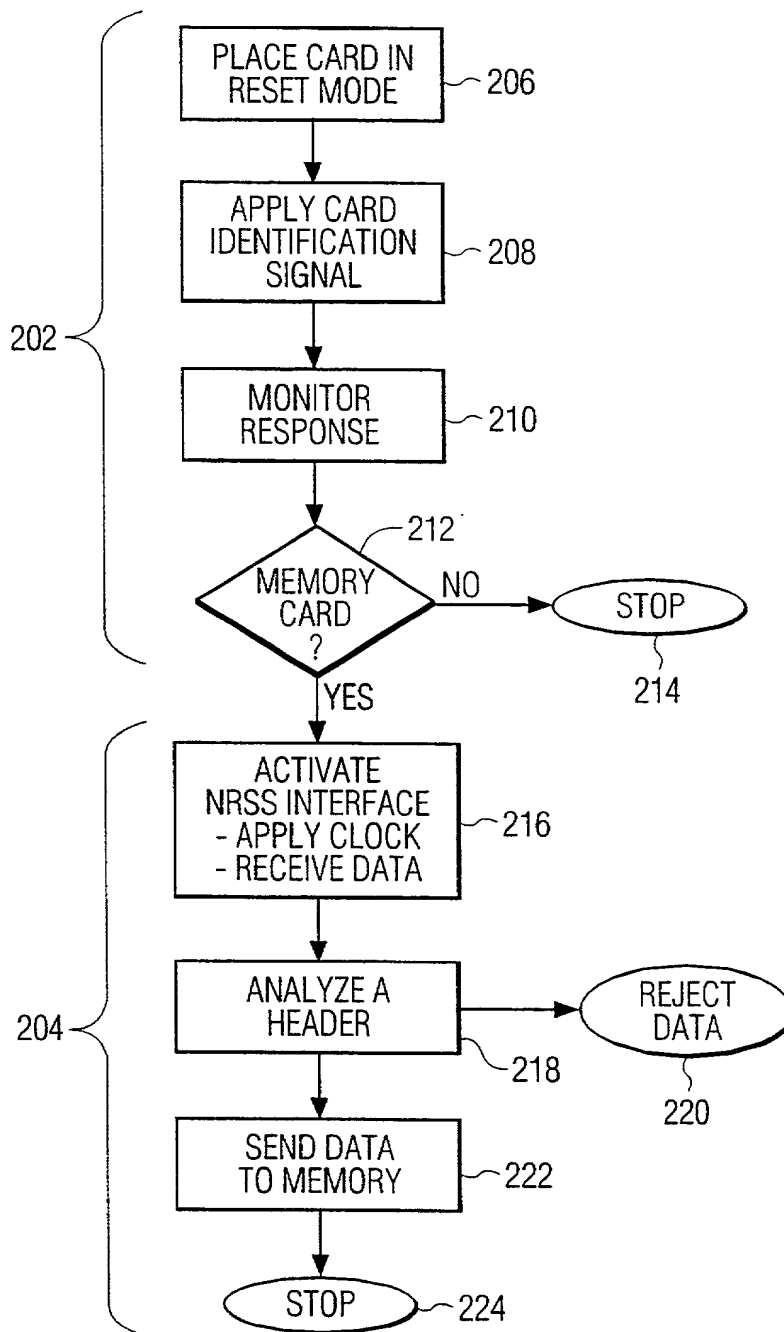 PLACE CARD IN
RESET MODE
206
APPLY CARD
IDENTIFICATION
SIGNAL
208
202
MONITOR
RESPONSE
210
212
MEMORY
CARD
?
NO
STOP
214
YES
ACTIVATE
NRSS INTERFACE
- APPLY CLOCK
- RECEIVE DATA
216
204
ANALYZE A
HEADER
218
REJECT
DATA
220
SEND DATA
TO MEMORY
222
STOP
224